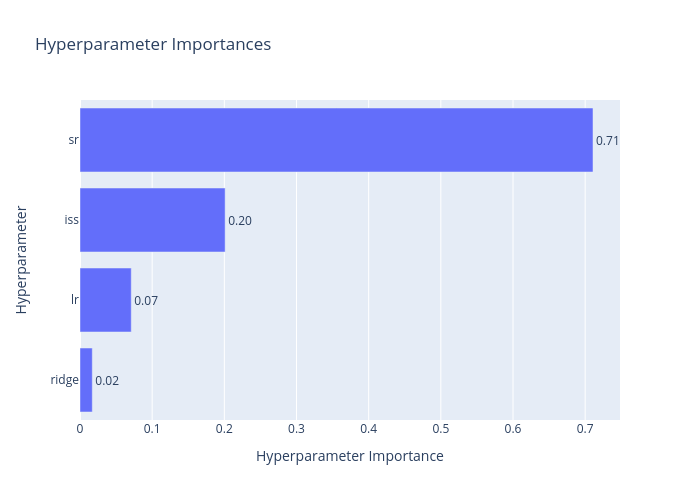 Hyperparameter Importances
Hyperparameter
sr
0.71
iss
0.20
lr
0.07
ridge
0.02
0
0.1
0.2
0.3
0.4
0.5
0.6
0.7
Hyperparameter Importance